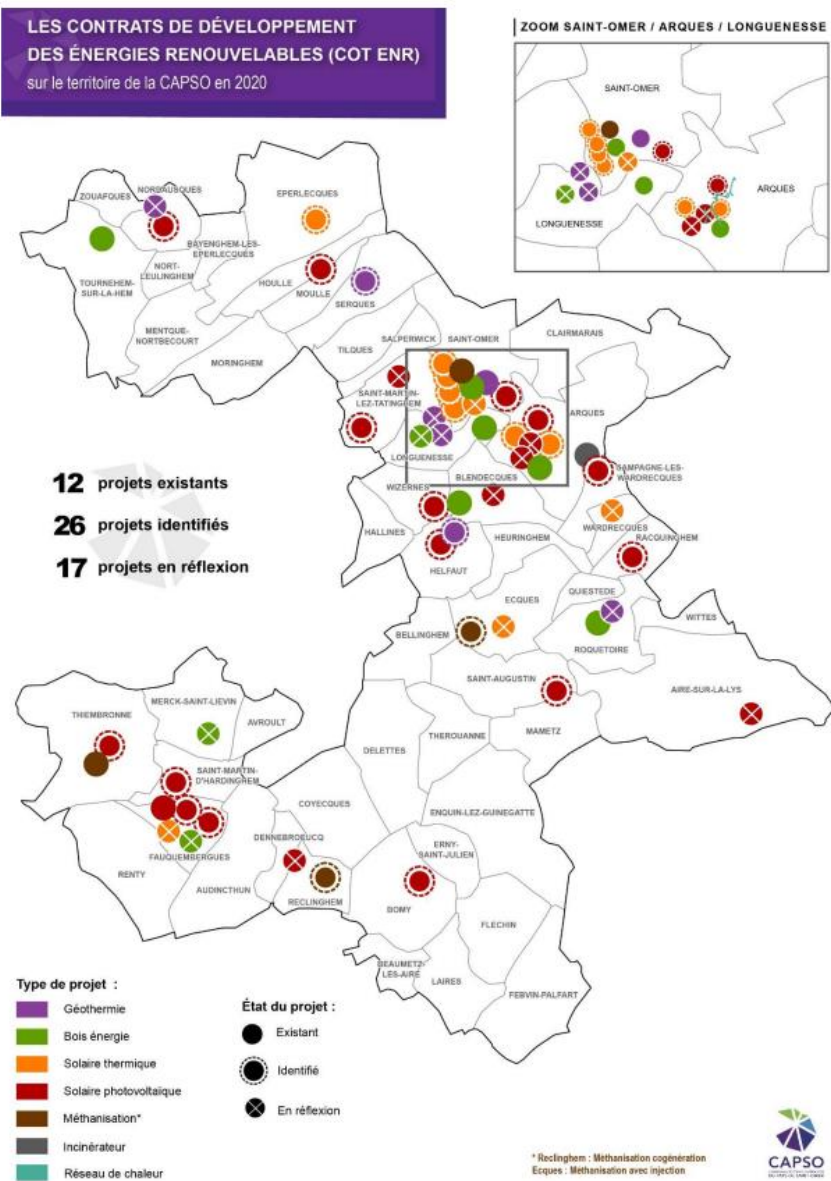 LES CONTRATS DE DÉVELOPPEMENT
DES ÉNERGIES RENOUVELABLES (COT ENR)
sur le territoire de la CAPSO en 2020
ZOOM SAINT-OMER / ARQUES / LONGUENESSE
SAINT-OMER
ARQUES
LONGUENESSE
ZOUAFQUES
NORDAUSQUES
EPERLECQUES
BAYENGHEM-LES-
EPERLECQUES
NORT-
LEULINGHEM
TOURNEHEM-
SUR-LA-HEM
HOULLE
MOULLE
SERQUES
MENTQUE-
NORTBECOURT
MORINGHEM
TILQUES
SALPERWICK
SAINT-OMER
CLAIRMARAIS
SAINT-MARTIN-
LEZ-TATINGHEM
ARQUES
LONGUENESSE
BLENDECQUES
CAMPAGNE-LES-
WARDRECQUES
WIZERNES
HALLINES
WARDRECQUES
RACQUINGHEM
HEURINGHEM
HELFAUT
12 projets existants
26 projets identifiés
17 projets en réflexion
ECQUES
QUIESTEDE
WITTES
BELLINGHEM
ROQUETOIRE
SAINT-AUGUSTIN
AIRE-SUR-LA-LYS
MERCK-SAINT-LIEVIN
THIEMBRONNE
AVROULT
DELETTES
THEROUANNE
MAMETZ
SAINT-MARTIN-
D'HARDINGHEM
COYECQUES
ENQUIN-LEZ-GUINEGATTE
DENNEBROEUCQ
ERNY-
SAINT-JULIEN
FAUQUEMBERGUES
RENTY
AUDINCTHUN
RECLINGHEM
BOMY
FLECHIN
BEAUMETZ-
LES-AIRE
LAIRES
FEBVIN-PALFART
Type de projet :
Géothermie
Bois énergie
Solaire thermique
Solaire photovoltaïque
Méthanisation*
Incinérateur
Réseau de chaleur
État du projet :
Existant
Identifié
En réflexion
* Reclinghem : Méthanisation cogénération
Ecques : Méthanisation avec injection
CAPSO